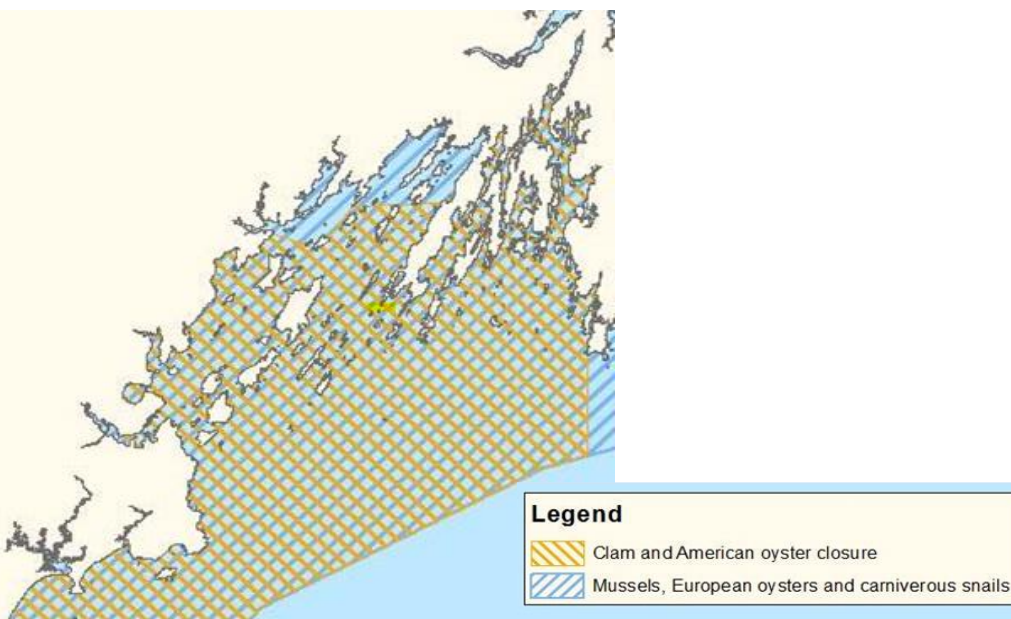 Legend
Clam and American oyster closure
Mussels, European oysters and carniverous snails